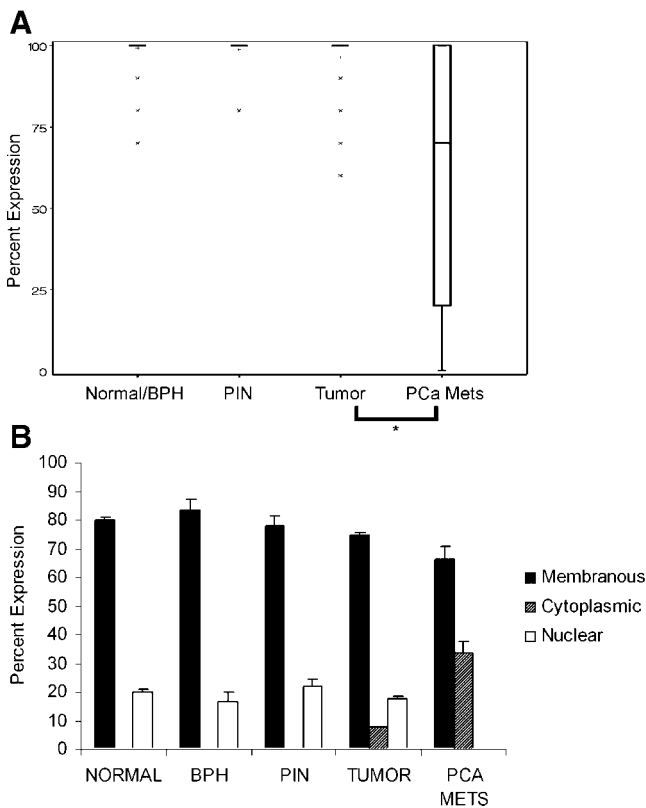 A
Percent Expression
100
75
50
25
0
Normal/BPH PIN Tumor PCa Mets
*
B
Percent Expression
100
90
80
70
60
50
40
30
20
10
0
NORMAL BPH PIN TUMOR PCA
METS
Membranous
Cytoplasmic
Nuclear